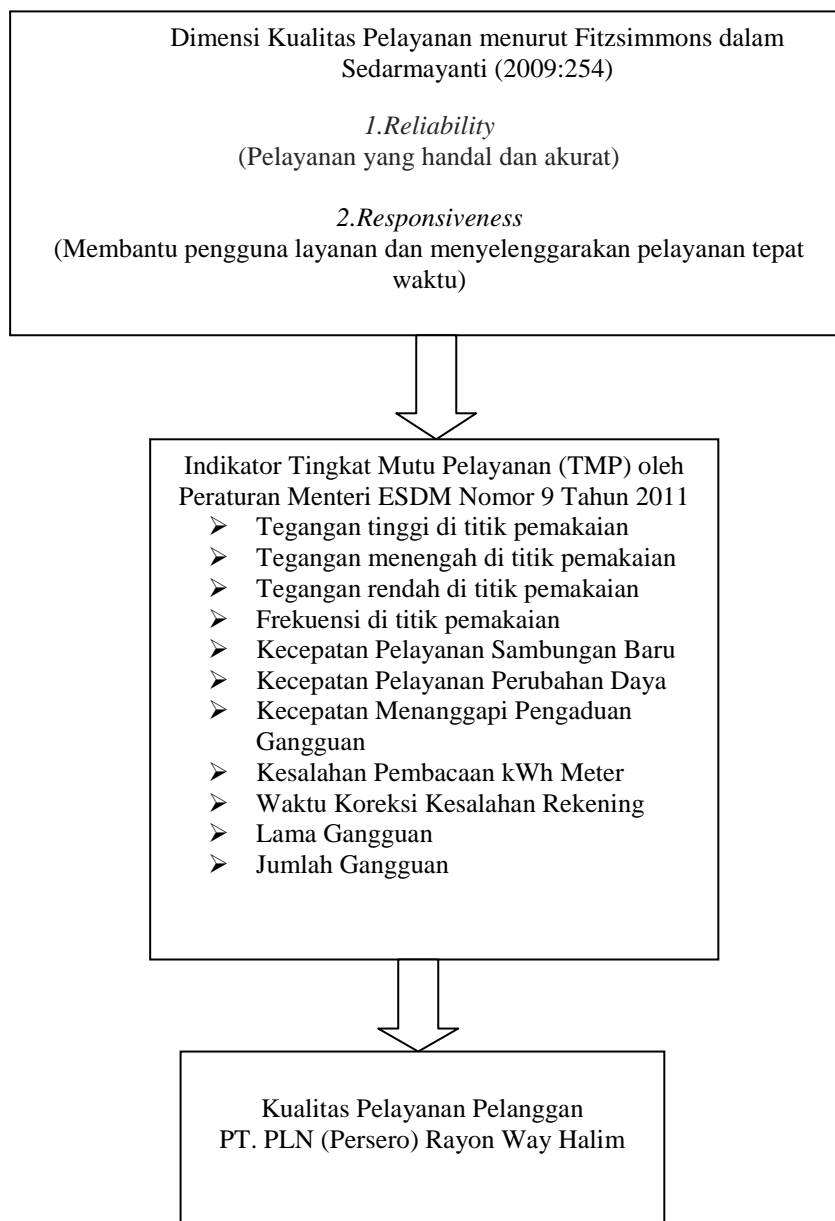 Dimensi Kualitas Pelayanan menurut Fitzsimmons dalam
Sedarmayanti (2009:254)
1.Reliability
(Pelayanan yang handal dan akurat)
2.Responsiveness
(Membantu pengguna layanan dan menyelenggarakan pelayanan tepat
waktu)
Indikator Tingkat Mutu Pelayanan (TMP) oleh
Peraturan Menteri ESDM Nomor 9 Tahun 2011
➢ Tegangan tinggi di titik pemakaian
➢ Tegangan menengah di titik pemakaian
➢ Tegangan rendah di titik pemakaian
➢ Frekuensi di titik pemakaian
➢ Kecepatan Pelayanan Sambungan Baru
➢ Kecepatan Pelayanan Perubahan Daya
➢ Kecepatan Menanggapi Pengaduan
Gangguan
➢ Kesalahan Pembacaan kWh Meter
➢ Waktu Koreksi Kesalahan Rekening
➢ Lama Gangguan
➢ Jumlah Gangguan
Kualitas Pelayanan Pelanggan
PT. PLN (Persero) Rayon Way Halim